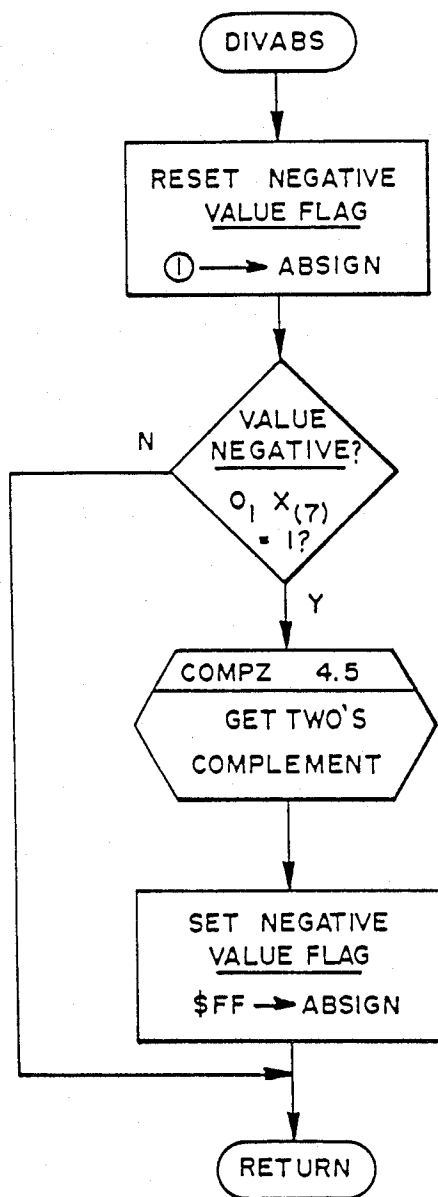 DIVABS
RESET NEGATIVE
VALUE FLAG
① → ABSIGN
VALUE
NEGATIVE?
N
O₁ X₍₇₎
= 1?
Y
COMPZ 4.5
GET TWO'S
COMPLEMENT
SET NEGATIVE
VALUE FLAG
$FF → ABSIGN
RETURN